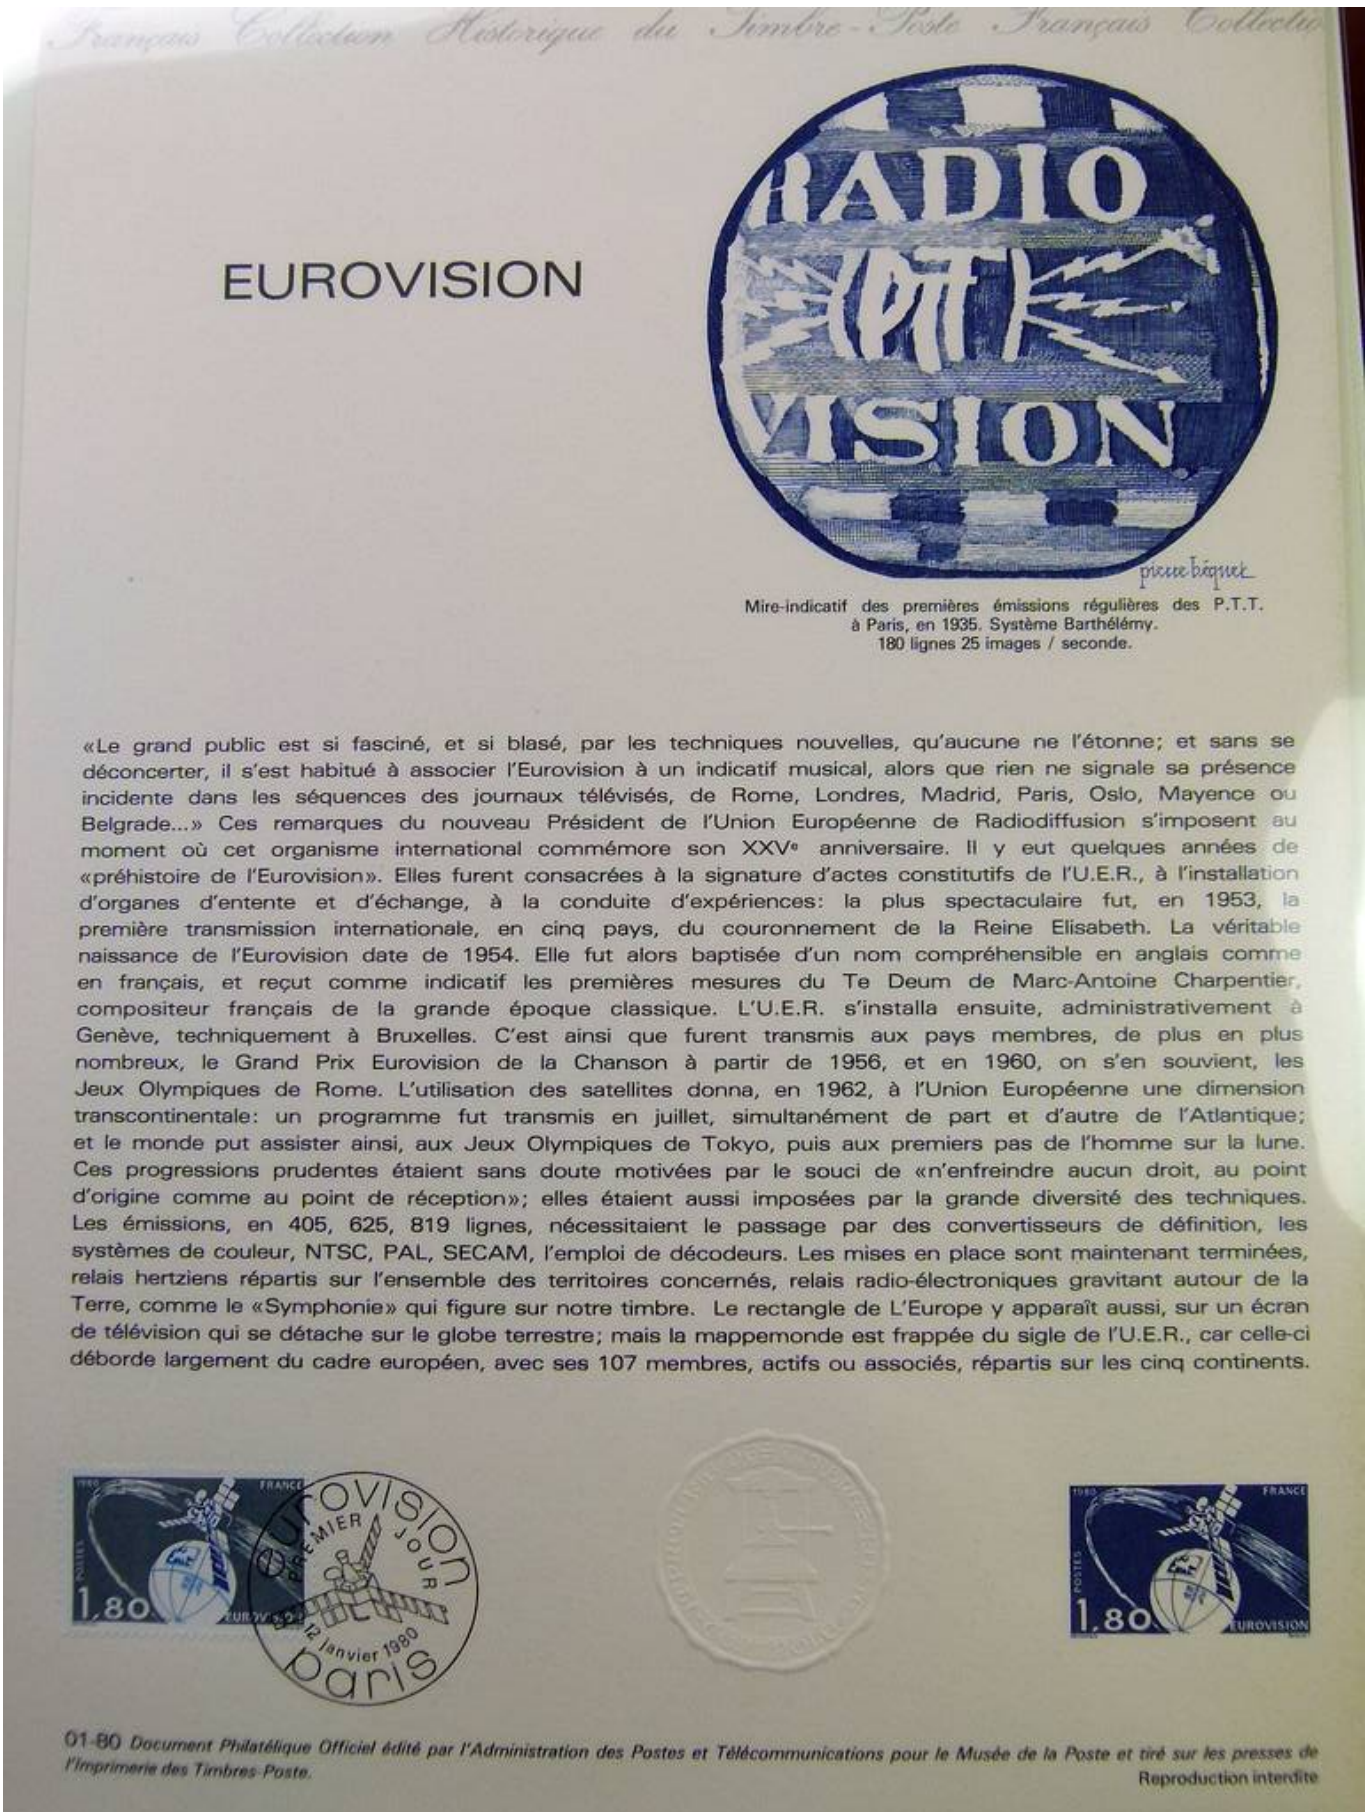 Français Collection Historique du Timbre-Poste Français Collectio
EUROVISION
RADIO
PTT
VISION
pierre béquet
Mire-indicatif des premières émissions régulières des P.T.T.
à Paris, en 1935. Système Barthélémy.
180 lignes 25 images / seconde.
«Le grand public est si fasciné, et si blasé, par les techniques nouvelles, qu'aucune ne l'étonne; et sans se
déconcerter, il s'est habitué à associer l'Eurovision à un indicatif musical, alors que rien ne signale sa présence
incidente dans les séquences des journaux télévisés, de Rome, Londres, Madrid, Paris, Oslo, Mayence ou
Belgrade...» Ces remarques du nouveau Président de l'Union Européenne de Radiodiffusion s'imposent au
moment où cet organisme international commémore son XXVe anniversaire. Il y eut quelques années de
«préhistoire de l'Eurovision». Elles furent consacrées à la signature d'actes constitutifs de l'U.E.R., à l'installation
d'organes d'entente et d'échange, à la conduite d'expériences: la plus spectaculaire fut, en 1953, la
première transmission internationale, en cinq pays, du couronnement de la Reine Elisabeth. La véritable
naissance de l'Eurovision date de 1954. Elle fut alors baptisée d'un nom compréhensible en anglais comme
en français, et reçut comme indicatif les premières mesures du Te Deum de Marc-Antoine Charpentier,
compositeur français de la grande époque classique. L'U.E.R. s'installa ensuite, administrativement à
Genève, techniquement à Bruxelles. C'est ainsi que furent transmis aux pays membres, de plus en plus
nombreux, le Grand Prix Eurovision de la Chanson à partir de 1956, et en 1960, on s'en souvient, les
Jeux Olympiques de Rome. L'utilisation des satellites donna, en 1962, à l'Union Européenne une dimension
transcontinentale: un programme fut transmis en juillet, simultanément de part et d'autre de l'Atlantique;
et le monde put assister ainsi, aux Jeux Olympiques de Tokyo, puis aux premiers pas de l'homme sur la lune.
Ces progressions prudentes étaient sans doute motivées par le souci de «n'enfreindre aucun droit, au point
d'origine comme au point de réception»; elles étaient aussi imposées par la grande diversité des techniques.
Les émissions, en 405, 625, 819 lignes, nécessitaient le passage par des convertisseurs de définition, les
systèmes de couleur, NTSC, PAL, SECAM, l'emploi de décodeurs. Les mises en place sont maintenant terminées,
relais hertziens répartis sur l'ensemble des territoires concernés, relais radio-électroniques gravitant autour de la
Terre, comme le «Symphonie» qui figure sur notre timbre. Le rectangle de L'Europe y apparaît aussi, sur un écran
de télévision qui se détache sur le globe terrestre; mais la mappemonde est frappée du sigle de l'U.E.R., car celle-ci
déborde largement du cadre européen, avec ses 107 membres, actifs ou associés, répartis sur les cinq continents.
1980 FRANCE
POSTES
1,80
EUROVISION
eurovision
PREMIER JOUR
12 janvier 1980
paris
1980 FRANCE
POSTES
1,80
EUROVISION
01-80 Document Philatélique Officiel édité par l'Administration des Postes et Télécommunications pour le Musée de la Poste et tiré sur les presses de
l'Imprimerie des Timbres-Poste.
Reproduction interdite